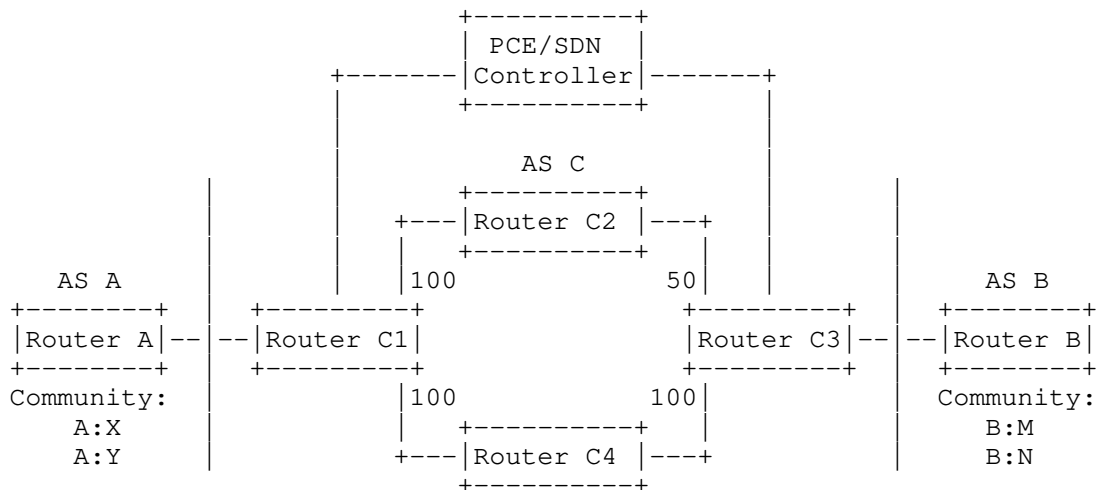 PCE/SDN
Controller
AS C
Router C2
100 50
AS A AS B
Router A Router C1 Router C3 Router B
Community: 100 100 Community:
A:X B:M
A:Y Router C4 B:N